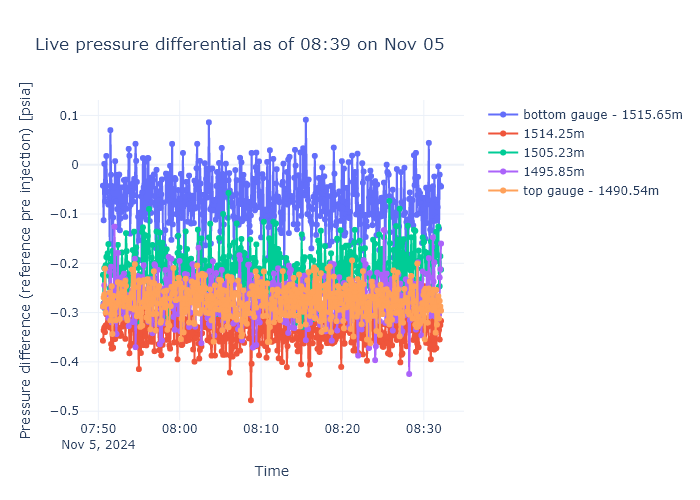 Live pressure differential as of 08:39 on Nov 05
Pressure difference (reference pre injection) [psia]
0.1
0
−0.1
−0.2
−0.3
−0.4
−0.5
07:50
08:00
08:10
08:20
08:30
Nov 5, 2024
Time
bottom gauge - 1515.65m
1514.25m
1505.23m
1495.85m
top gauge - 1490.54m